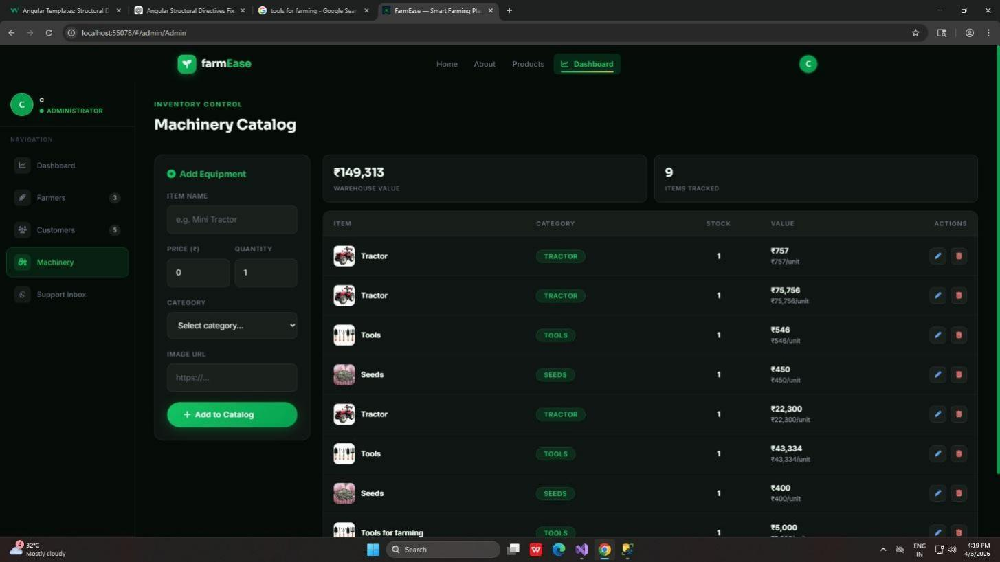 Angular Templates: Structural D
Angular Structural Directives Fix
tools for farming - Google Sear
FarmEase — Smart Farming Pla
localhost:55078/#/admin/Admin
farmEase
Home
About
Products
Dashboard
C
C
c
ADMINISTRATOR
NAVIGATION
Dashboard
Farmers 3
Customers 5
Machinery
Support Inbox
INVENTORY CONTROL
Machinery Catalog
Add Equipment
ITEM NAME
e.g. Mini Tractor
PRICE (₹) QUANTITY
0 1
CATEGORY
Select category...
IMAGE URL
https://...
+ Add to Catalog
₹149,313
WAREHOUSE VALUE
9
ITEMS TRACKED
ITEM CATEGORY STOCK VALUE ACTIONS
Tractor TRACTOR 1 ₹757
₹757/unit
Tractor TRACTOR 1 ₹75,756
₹75,756/unit
Tools TOOLS 1 ₹546
₹546/unit
Seeds SEEDS 1 ₹450
₹450/unit
Tractor TRACTOR 1 ₹22,300
₹22,300/unit
Tools TOOLS 1 ₹43,334
₹43,334/unit
Seeds SEEDS 1 ₹400
₹400/unit
Tools for farming TOOLS 1 ₹5,000
4
32°C
Mostly cloudy
Search
ENG
IN
4:19 PM
4/3/2026